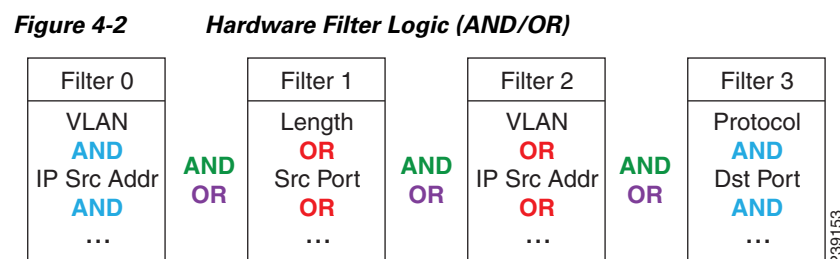 Figure 4-2 Hardware Filter Logic (AND/OR)
Filter 0
VLAN
AND
IP Src Addr
AND
...
AND
OR
Filter 1
Length
OR
Src Port
OR
...
AND
OR
Filter 2
VLAN
OR
IP Src Addr
OR
...
AND
OR
Filter 3
Protocol
AND
Dst Port
AND
...